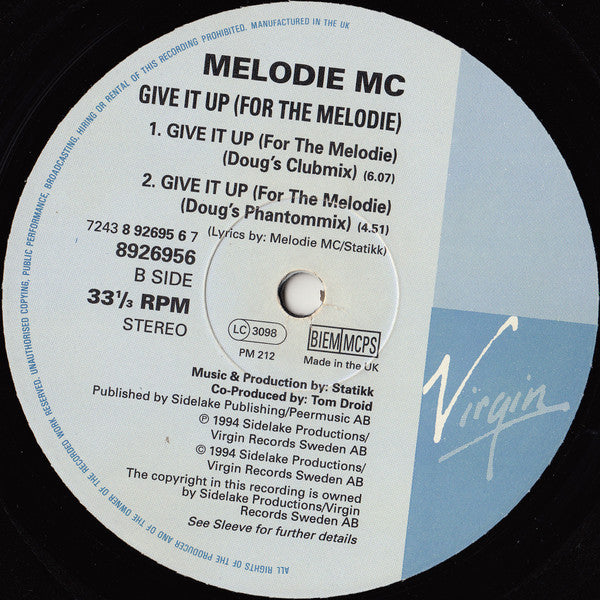 ALL RIGHTS OF THE PRODUCER AND OF THE OWNER OF THE RECORDED WORK RESERVED. UNAUTHORISED COPYING, PUBLIC PERFORMANCE, BROADCASTING, HIRING OR RENTAL OF THIS RECORDING PROHIBITED. MANUFACTURED IN THE UK
MELODIE MC
GIVE IT UP (FOR THE MELODIE)
1. GIVE IT UP (For The Melodie)
(Doug's Clubmix) (6.07)
2. GIVE IT UP (For The Melodie)
(Doug's Phantommix) (4.51)
(Lyrics by: Melodie MC/Statikk)
7243 8 92695 6 7
8926956
B SIDE
33⅓ RPM
STEREO
LC 3098
PM 212
BIEM/MCPS
Made in the UK
Virgin
Music & Production by: Statikk
Co-Produced by: Tom Droid
Published by Sidelake Publishing/Peermusic AB
℗ 1994 Sidelake Productions/
Virgin Records Sweden AB
© 1994 Sidelake Productions/
Virgin Records Sweden AB
The copyright in this recording is owned
by Sidelake Productions/Virgin
Records Sweden AB
See Sleeve for further details